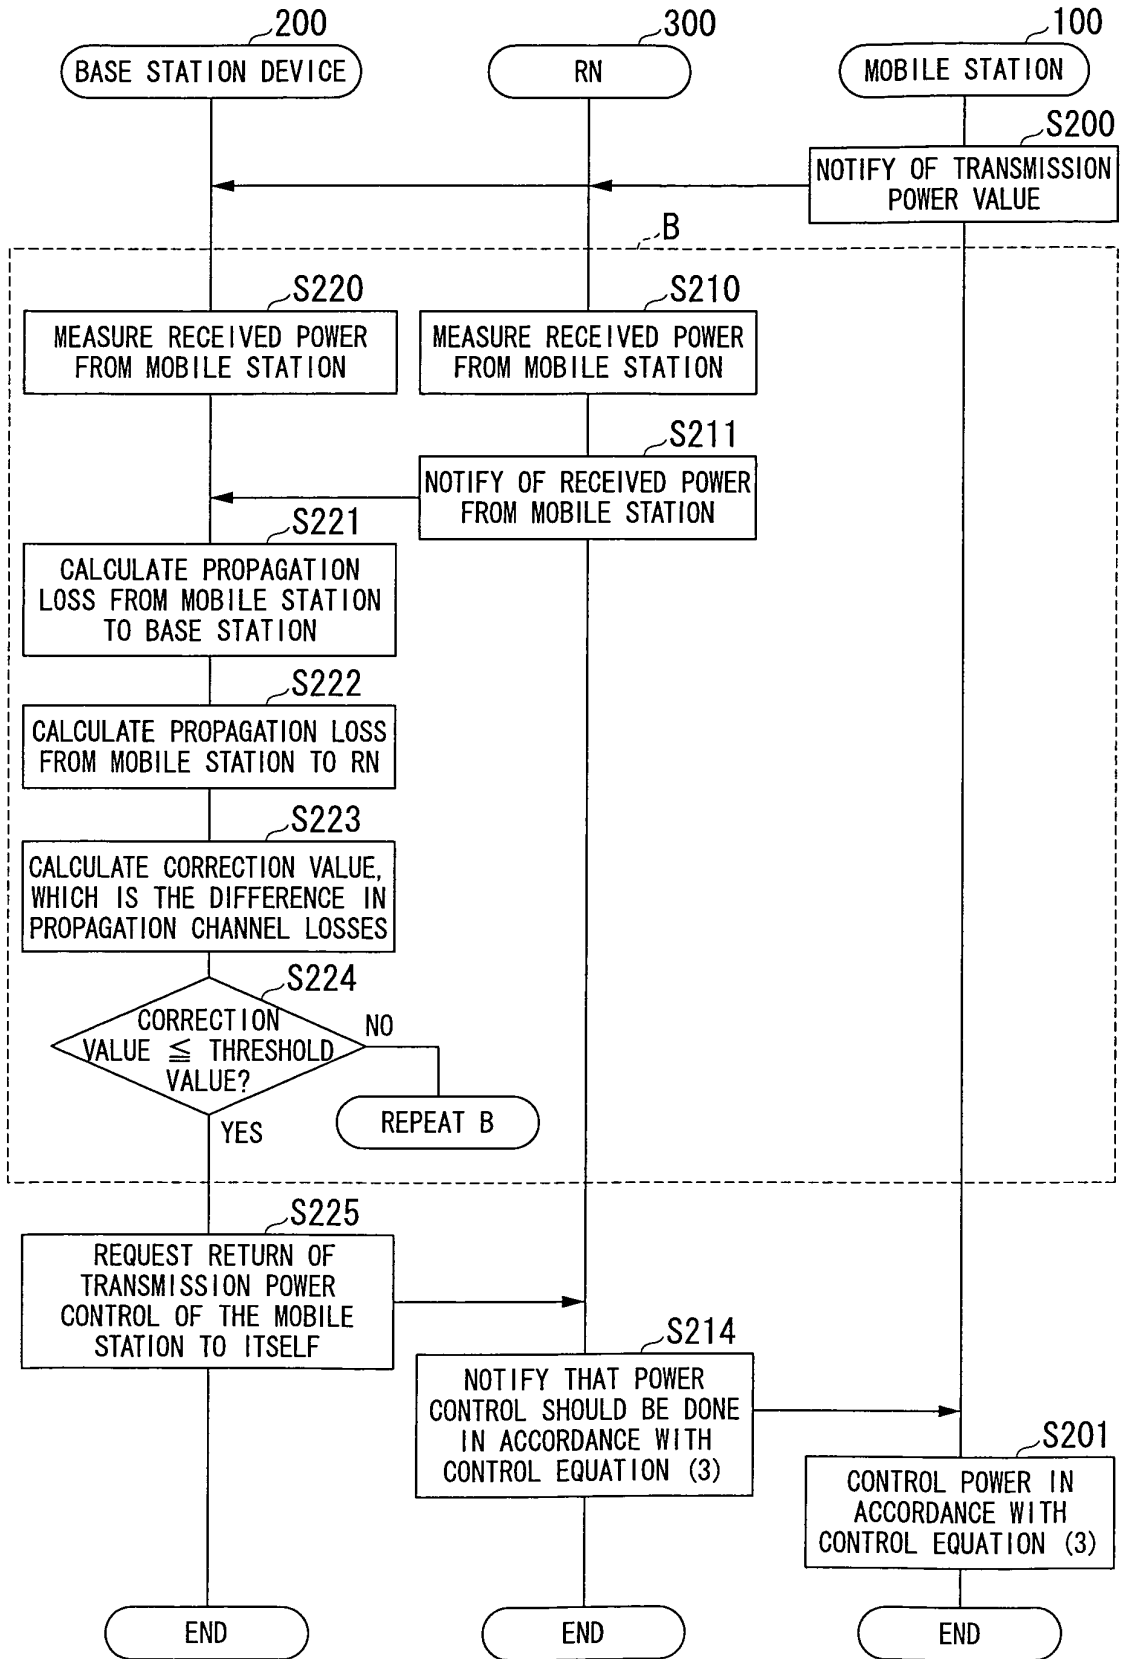 200
300
100
BASE STATION DEVICE
RN
MOBILE STATION
S200
NOTIFY OF TRANSMISSION
POWER VALUE
B
S220
S210
MEASURE RECEIVED POWER
FROM MOBILE STATION
MEASURE RECEIVED POWER
FROM MOBILE STATION
S211
NOTIFY OF RECEIVED POWER
FROM MOBILE STATION
S221
CALCULATE PROPAGATION
LOSS FROM MOBILE STATION
TO BASE STATION
S222
CALCULATE PROPAGATION LOSS
FROM MOBILE STATION TO RN
S223
CALCULATE CORRECTION VALUE,
WHICH IS THE DIFFERENCE IN
PROPAGATION CHANNEL LOSSES
S224
CORRECTION
VALUE ≦ THRESHOLD
VALUE?
NO
REPEAT B
YES
S225
REQUEST RETURN OF
TRANSMISSION POWER
CONTROL OF THE MOBILE
STATION TO ITSELF
S214
NOTIFY THAT POWER
CONTROL SHOULD BE DONE
IN ACCORDANCE WITH
CONTROL EQUATION (3)
S201
CONTROL POWER IN
ACCORDANCE WITH
CONTROL EQUATION (3)
END
END
END